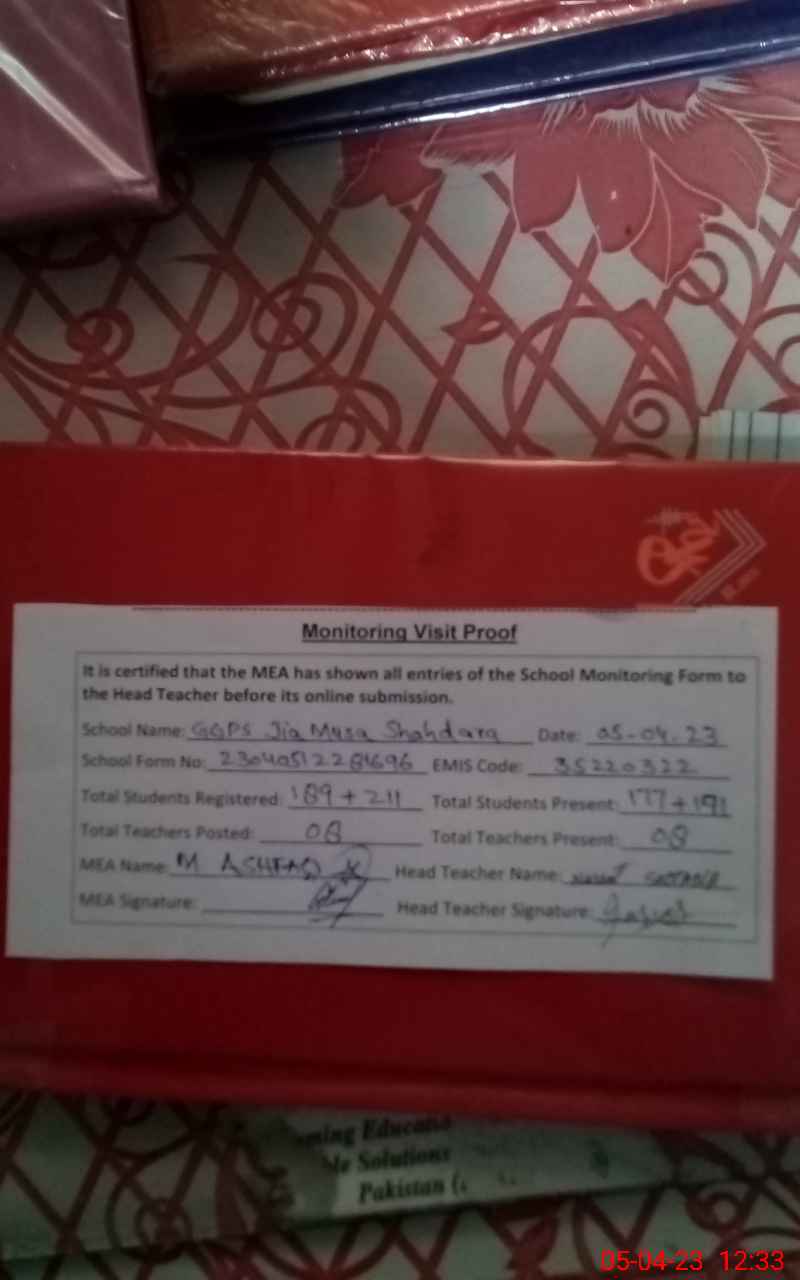 Monitoring Visit Proof
It is certified that the MEA has shown all entries of the School Monitoring Form to
the Head Teacher before its online submission.
School Name: GGPS Jia Musa Shahdara Date: 05-04-23
School Form No: EMIS Code: 35220322
Total Students Registered: 189 + 211 Total Students Present: 177 + 191
Total Teachers Posted: 08 Total Teachers Present: 08
MEA Name: M ASHFAQ Head Teacher Name:
MEA Signature: Head Teacher Signature:
ming Educatio
le Solutions
Pakistan (
05-04-23 12:33